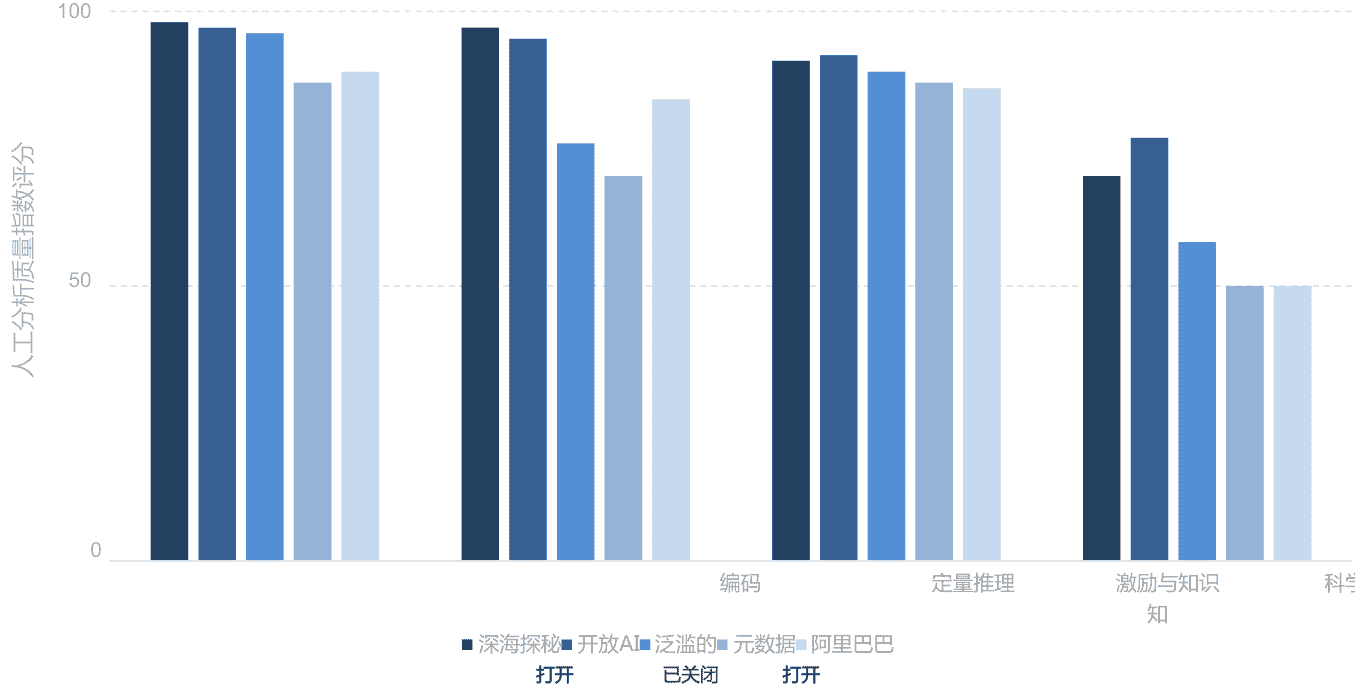 100
人工分析质量指数评分
50
0
编码 定量推理 激励与知识 科学
知
深海探秘 开放AI 泛滥的 元数据 阿里巴巴
打开 已关闭 打开